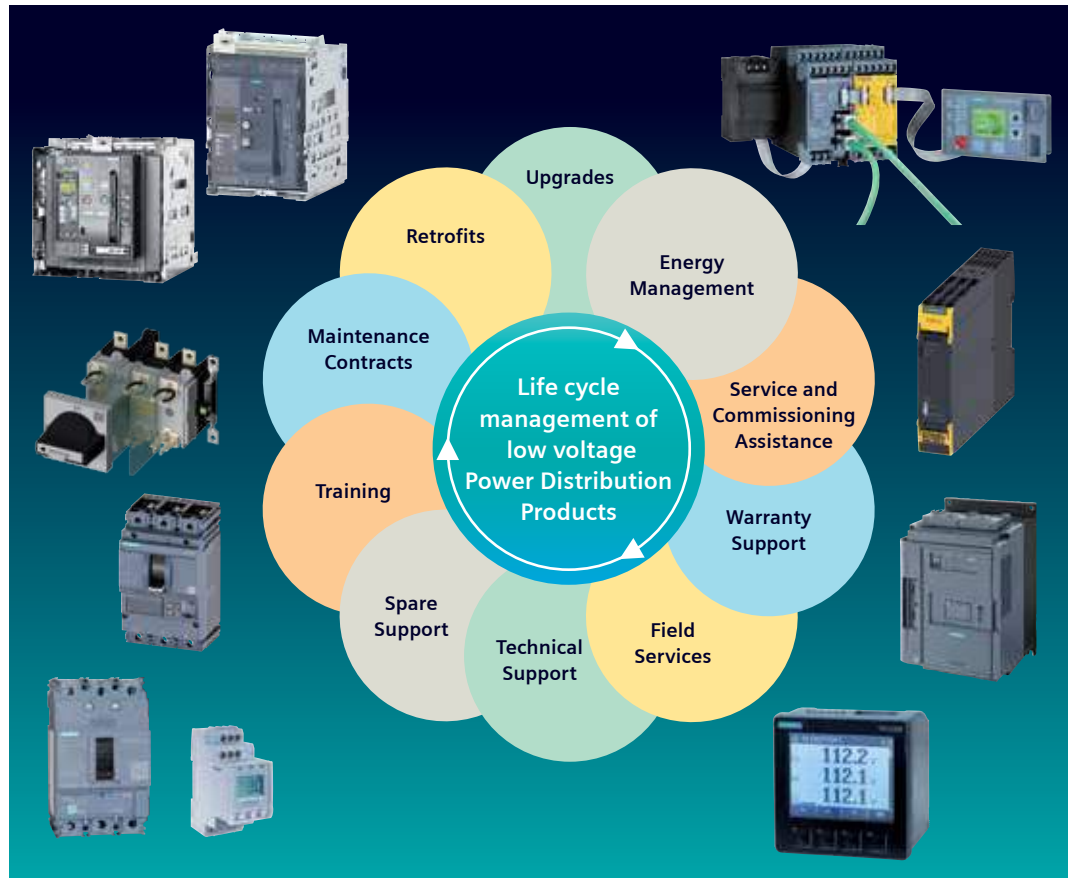 Upgrades
Retrofits
Energy
Management
Maintenance
Contracts
Life cycle
management of
low voltage
Power Distribution
Products
Service and
Commissioning
Assistance
Training
Warranty
Support
Spare
Support
Technical
Support
Field
Services
112.2
112.1
112.1